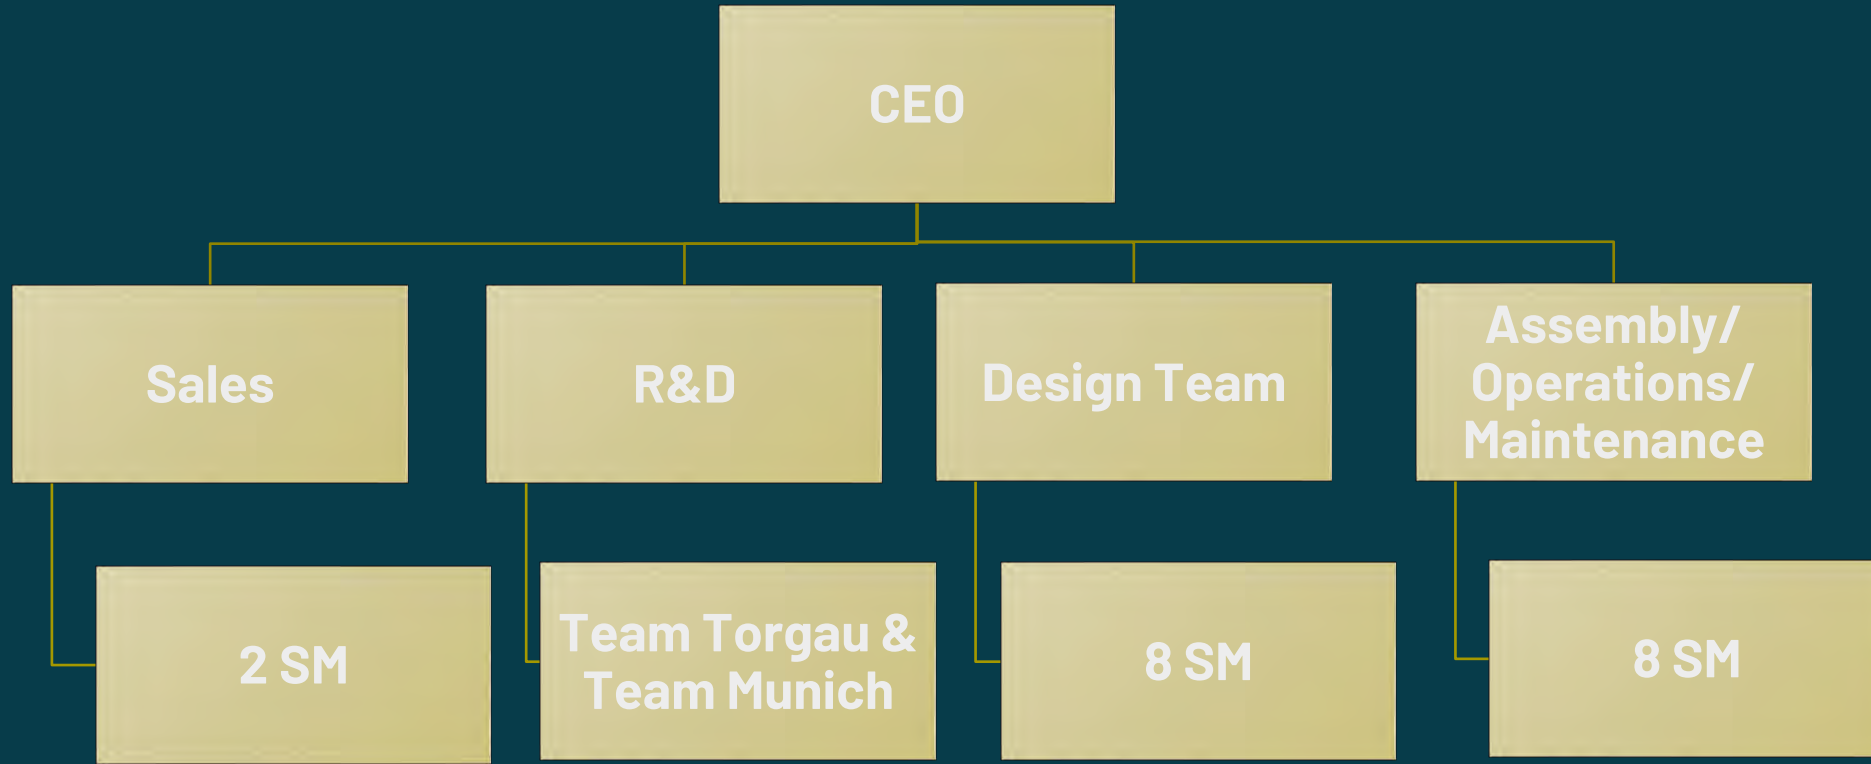 CEO
Sales
R&D
Design Team
Assembly/
Operations/
Maintenance
2 SM
Team Torgau &
Team Munich
8 SM
8 SM